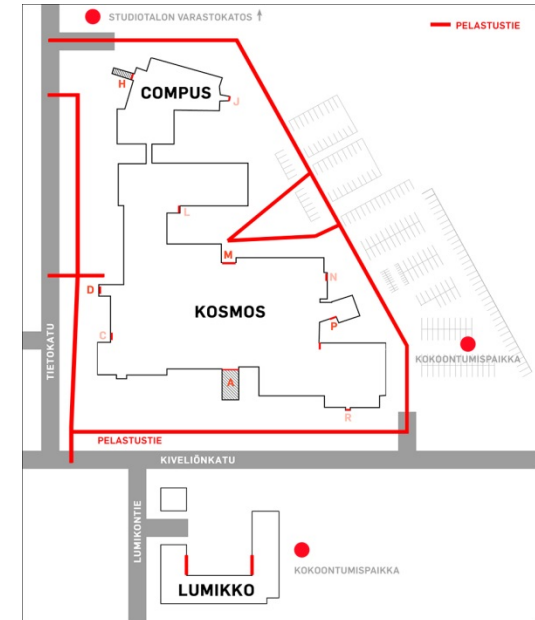 STUDIOTALON VARASTOKATOS ↑
PELASTUSTIE
H
COMPUS
J
L
M
N
D
KOSMOS
P
C
KOKOONTUMISPAIKKA
TIETOKATU
A
R
PELASTUSTIE
KIVELIÖNKATU
LUMIKONTIE
KOKOONTUMISPAIKKA
LUMIKKO